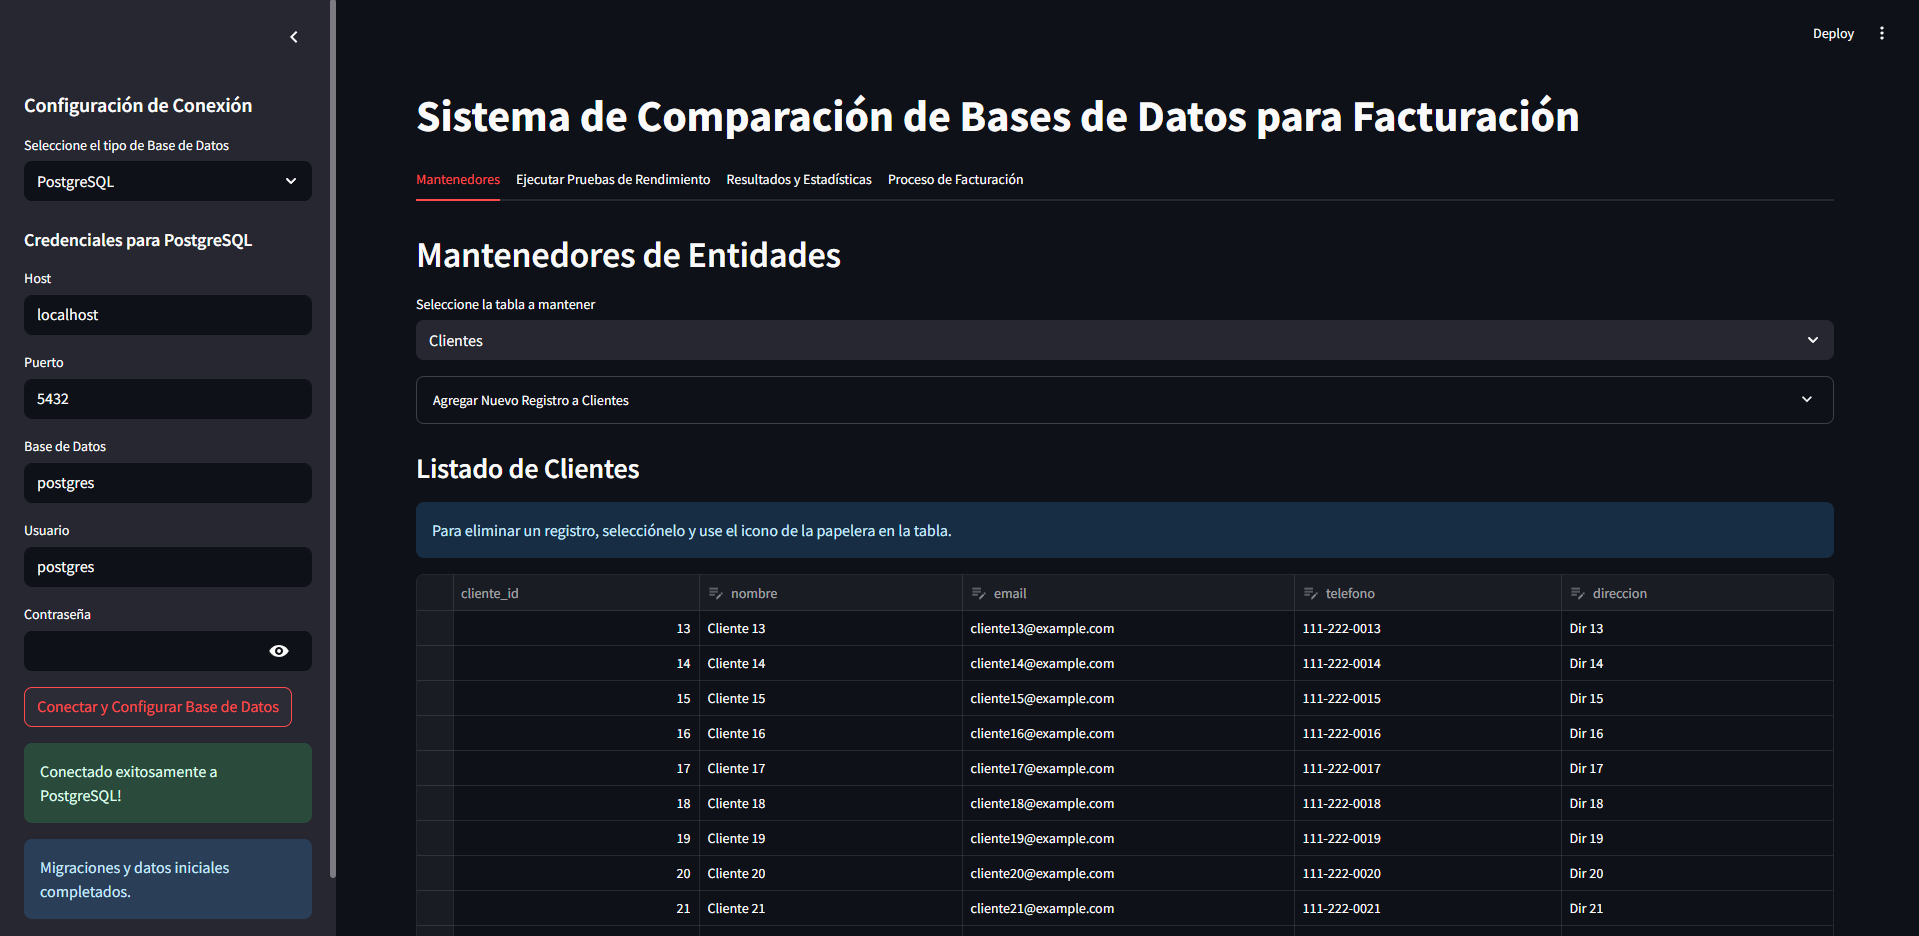 Configuración de Conexión
Seleccione el tipo de Base de Datos
PostgreSQL
Credenciales para PostgreSQL
Host
localhost
Puerto
5432
Base de Datos
postgres
Usuario
postgres
Contraseña
Conectar y Configurar Base de Datos
Conectado exitosamente a
PostgreSQL!
Migraciones y datos iniciales
completados.
Deploy
Sistema de Comparación de Bases de Datos para Facturación
Mantenedores Ejecutar Pruebas de Rendimiento Resultados y Estadísticas Proceso de Facturación
Mantenedores de Entidades
Seleccione la tabla a mantener
Clientes
Agregar Nuevo Registro a Clientes
Listado de Clientes
Para eliminar un registro, selecciónelo y use el icono de la papelera en la tabla.
cliente_id nombre email telefono direccion
13 Cliente 13 cliente13@example.com 111-222-0013 Dir 13
14 Cliente 14 cliente14@example.com 111-222-0014 Dir 14
15 Cliente 15 cliente15@example.com 111-222-0015 Dir 15
16 Cliente 16 cliente16@example.com 111-222-0016 Dir 16
17 Cliente 17 cliente17@example.com 111-222-0017 Dir 17
18 Cliente 18 cliente18@example.com 111-222-0018 Dir 18
19 Cliente 19 cliente19@example.com 111-222-0019 Dir 19
20 Cliente 20 cliente20@example.com 111-222-0020 Dir 20
21 Cliente 21 cliente21@example.com 111-222-0021 Dir 21